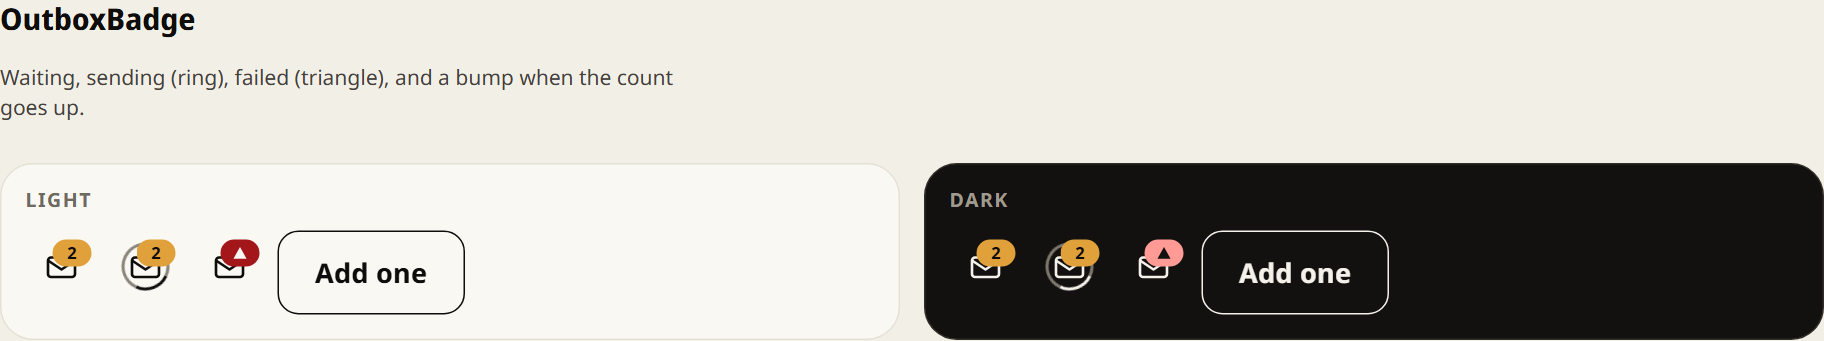 OutboxBadge
Waiting, sending (ring), failed (triangle), and a bump when the count
goes up.
LIGHT
2
2
Add one
DARK
2
2
Add one